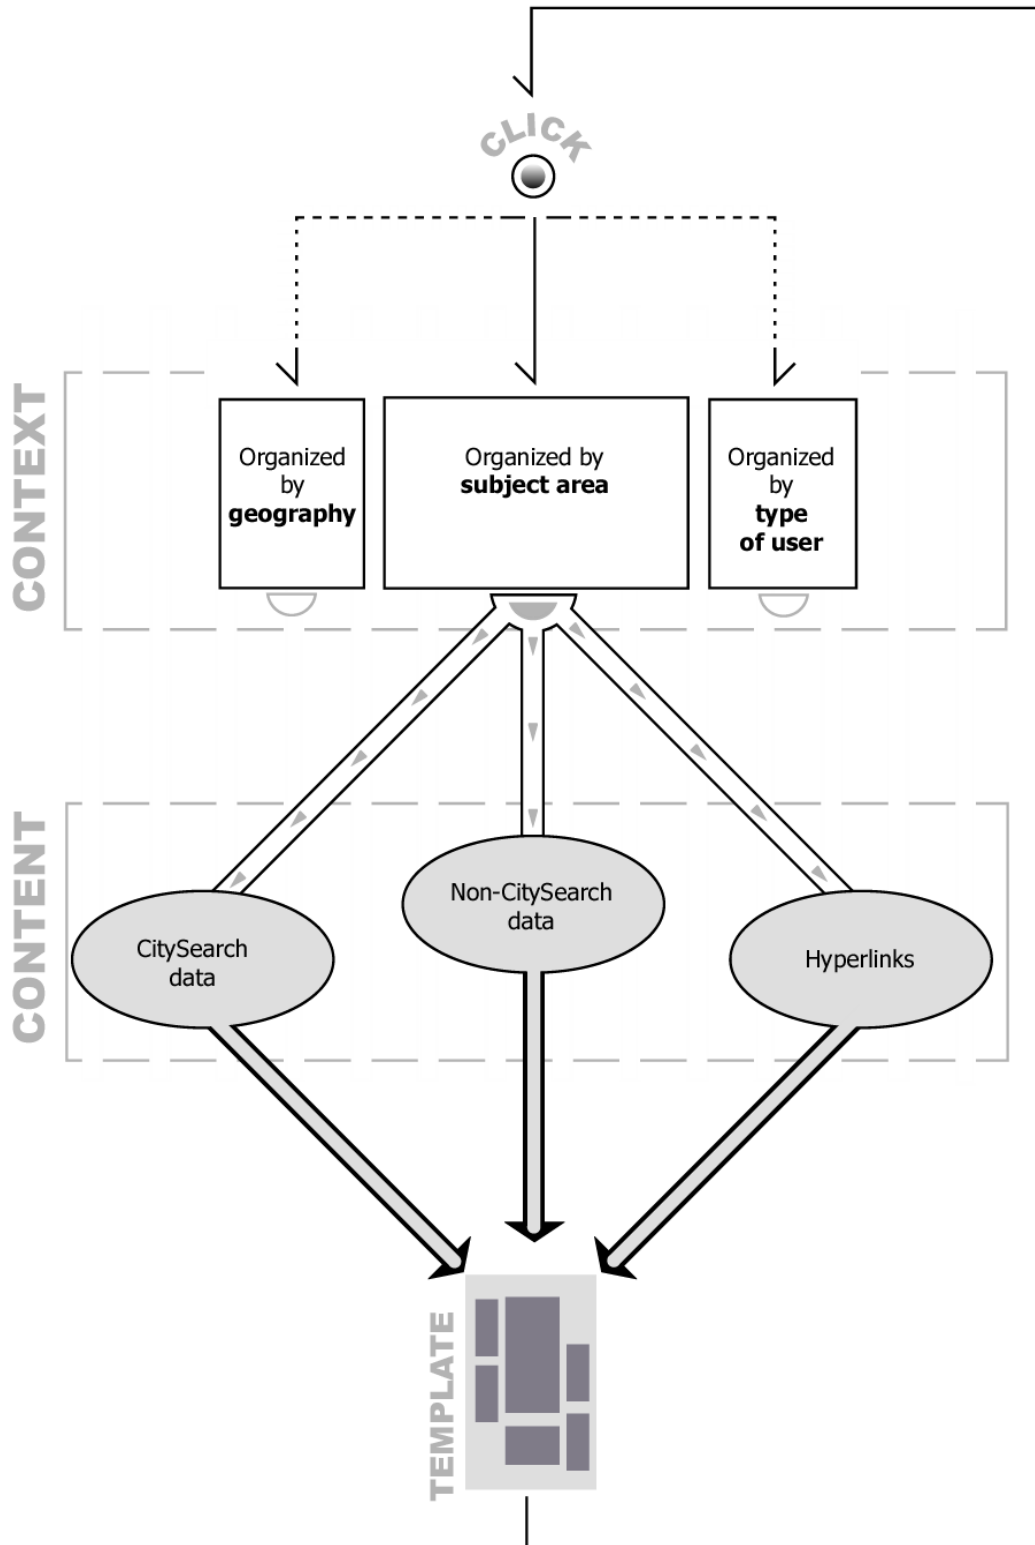 CLICK
CONTEXT
Organized
by
geography
Organized by
subject area
Organized
by
type
of user
CONTENT
CitySearch
data
Non-CitySearch
data
Hyperlinks
TEMPLATE